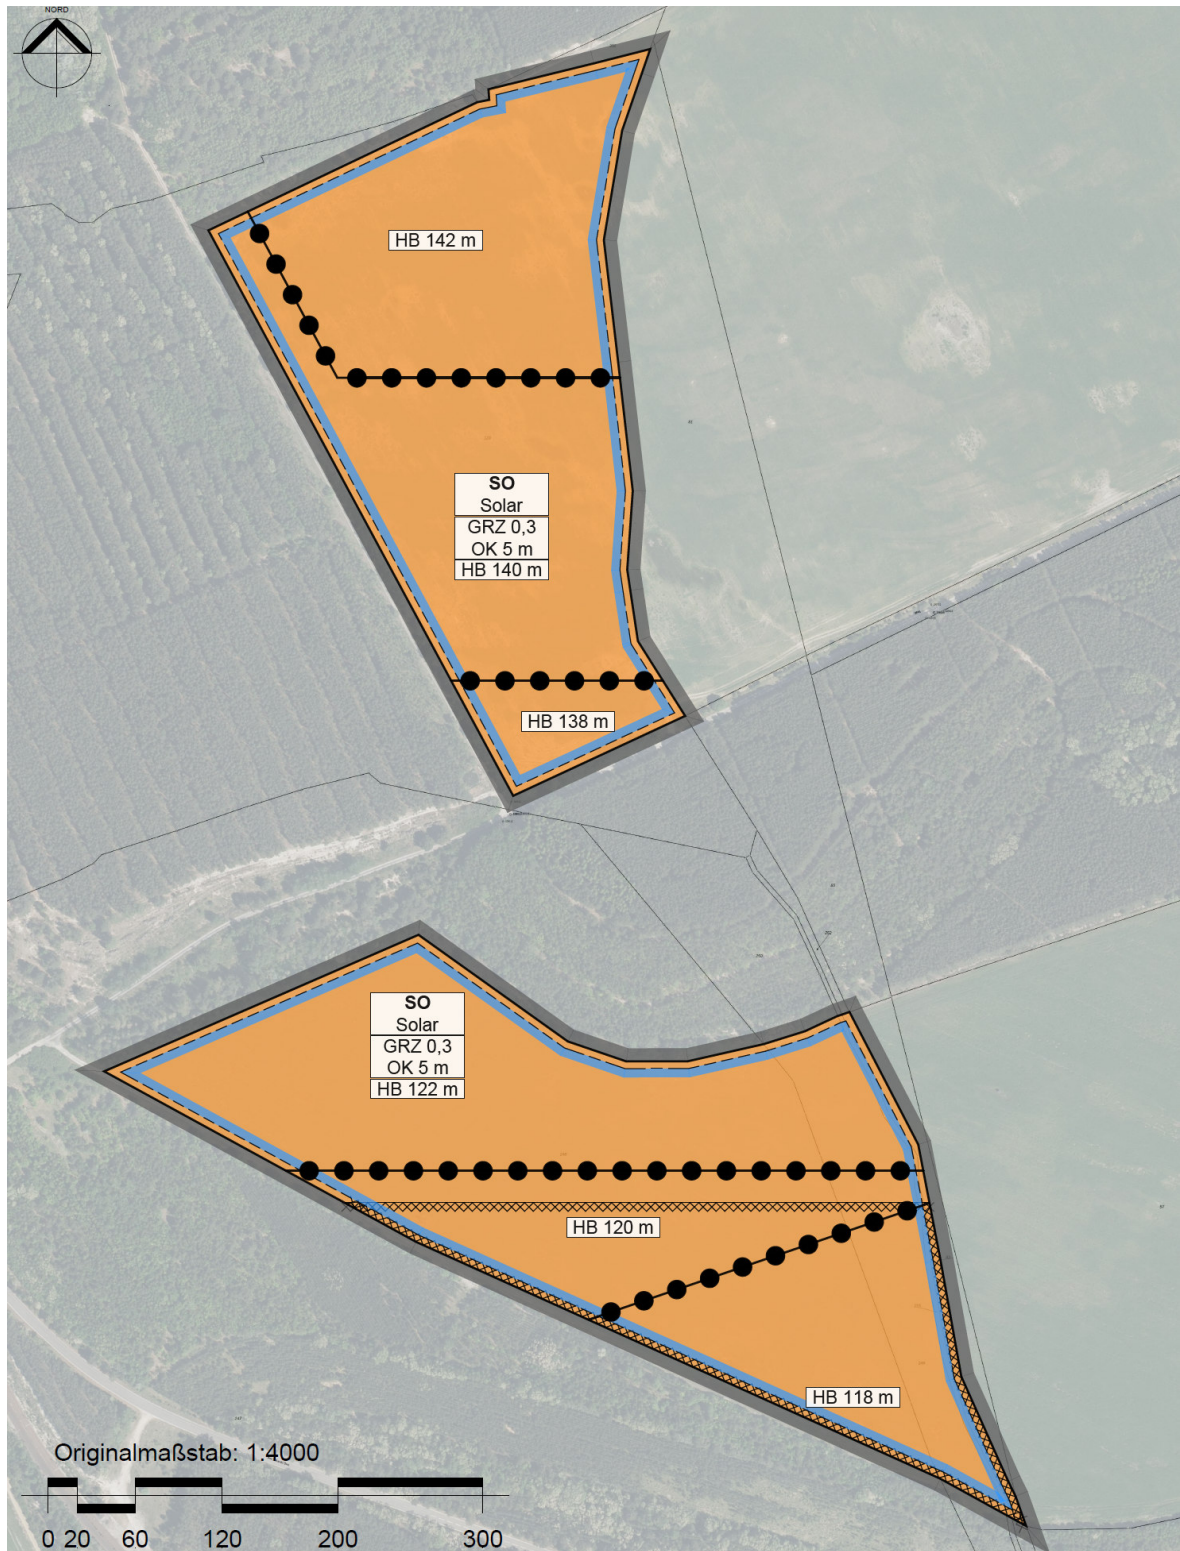 NORD
HB 142 m
SO
Solar
GRZ 0,3
OK 5 m
HB 140 m
HB 138 m
SO
Solar
GRZ 0,3
OK 5 m
HB 122 m
HB 120 m
HB 118 m
Originalmaßstab: 1:4000
0 20 60 120 200 300